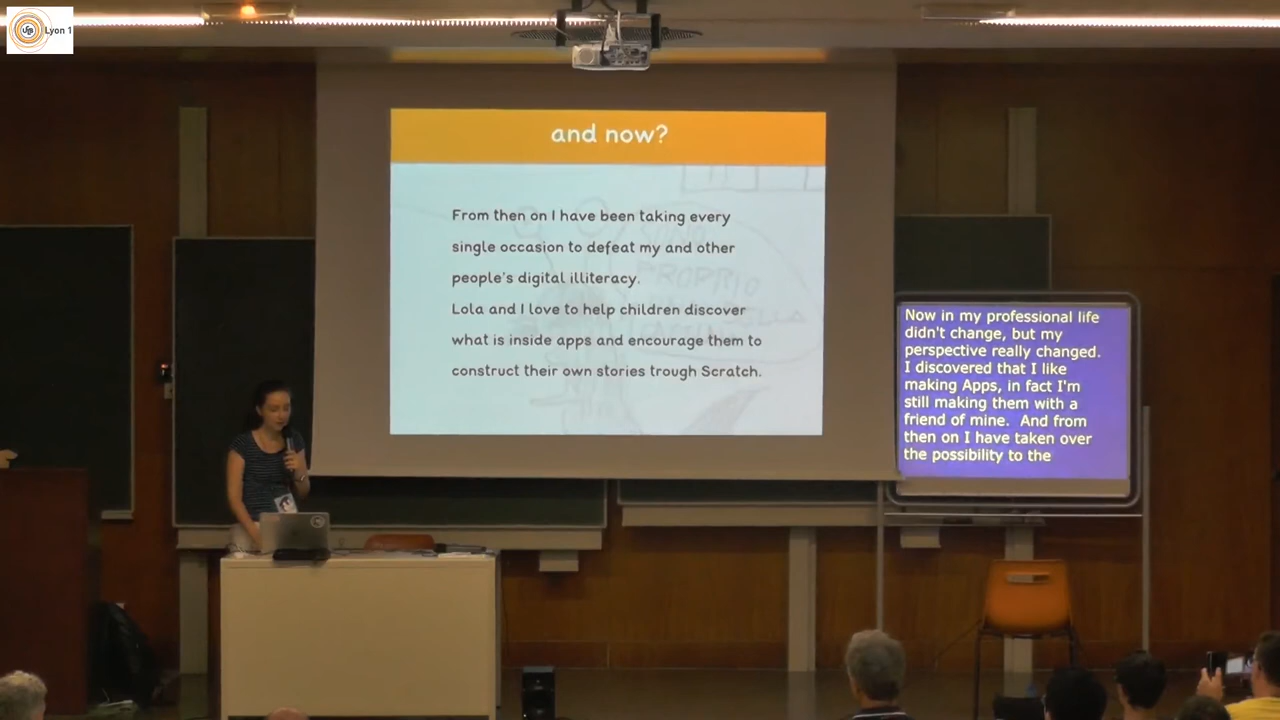 Lyon 1
and now?
From then on I have been taking every
single occasion to defeat my and other
people's digital illiteracy.
Lola and I love to help children discover
what is inside apps and encourage them to
construct their own stories trough Scratch.
Now in my professional life
didn't change, but my
perspective really changed.
I discovered that I like
making Apps, in fact I'm
still making them with a
friend of mine. And from
then on I have taken over
the possibility to the